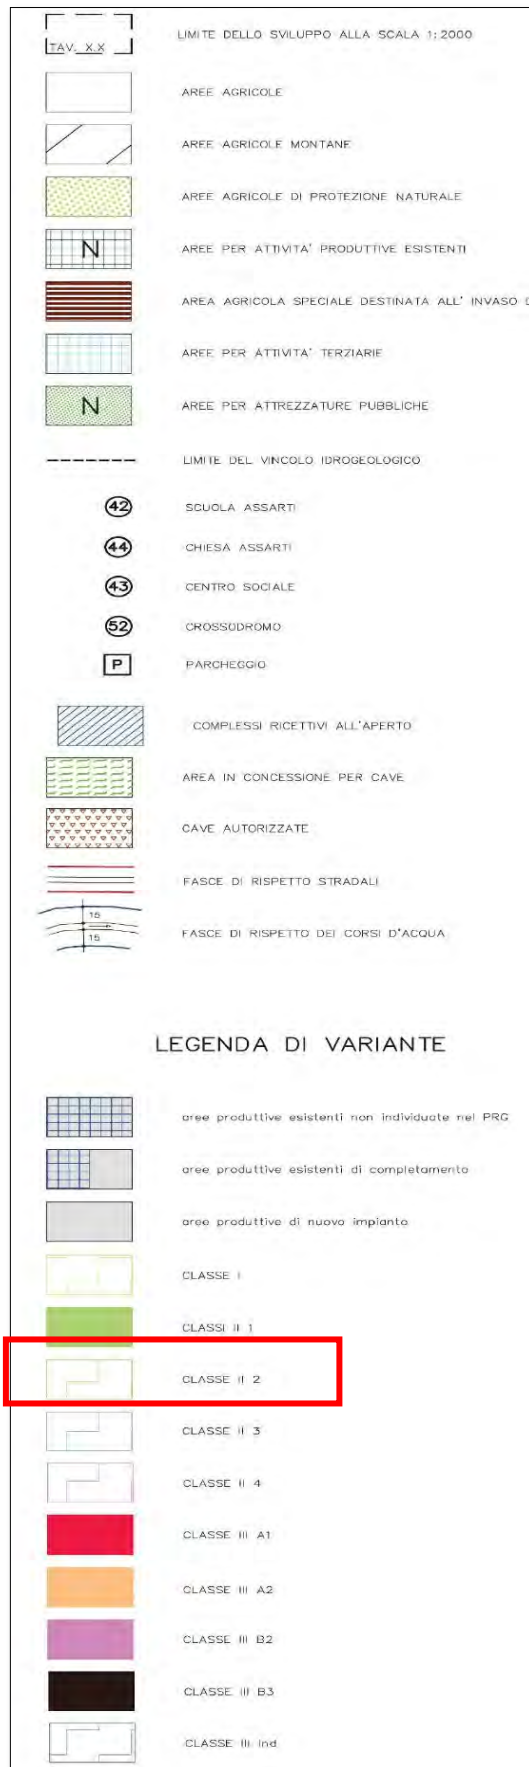 TAV. X.X
LIMITE DELLO SVILUPPO ALLA SCALA 1:2000
AREE AGRICOLE
AREE AGRICOLE MONTANE
AREE AGRICOLE DI PROTEZIONE NATURALE
N
AREE PER ATTIVITA' PRODUTTIVE ESISTENTI
AREA AGRICOLA SPECIALE DESTINATA ALL' INVASO
AREE PER ATTIVITA' TERZIARIE
N
AREE PER ATTREZZATURE PUBBLICHE
LIMITE DEL VINCOLO IDROGEOLOGICO
42 SCUOLA ASSARTI
44 CHIESA ASSARTI
43 CENTRO SOCIALE
52 CROSSODROMO
P PARCHEGGIO
COMPLESSI RICETTIVI ALL'APERTO
AREA IN CONCESSIONE PER CAVE
CAVE AUTORIZZATE
FASCE DI RISPETTO STRADALI
15
15
FASCE DI RISPETTO DEI CORSI D'ACQUA
LEGENDA DI VARIANTE
aree produttive esistenti non individuate nel PRG
aree produttive esistenti di completamento
aree produttive di nuovo impianto
CLASSE I
CLASSI II 1
CLASSE II 2
CLASSE II 3
CLASSE II 4
CLASSE III A1
CLASSE III A2
CLASSE III B2
CLASSE III B3
CLASSE III Ind